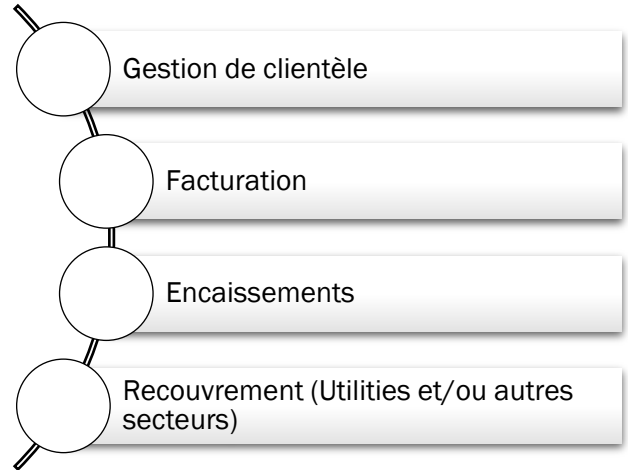 Gestion de clientèle
Facturation
Encaissements
Recouvrement (Utilities et/ou autres
secteurs)